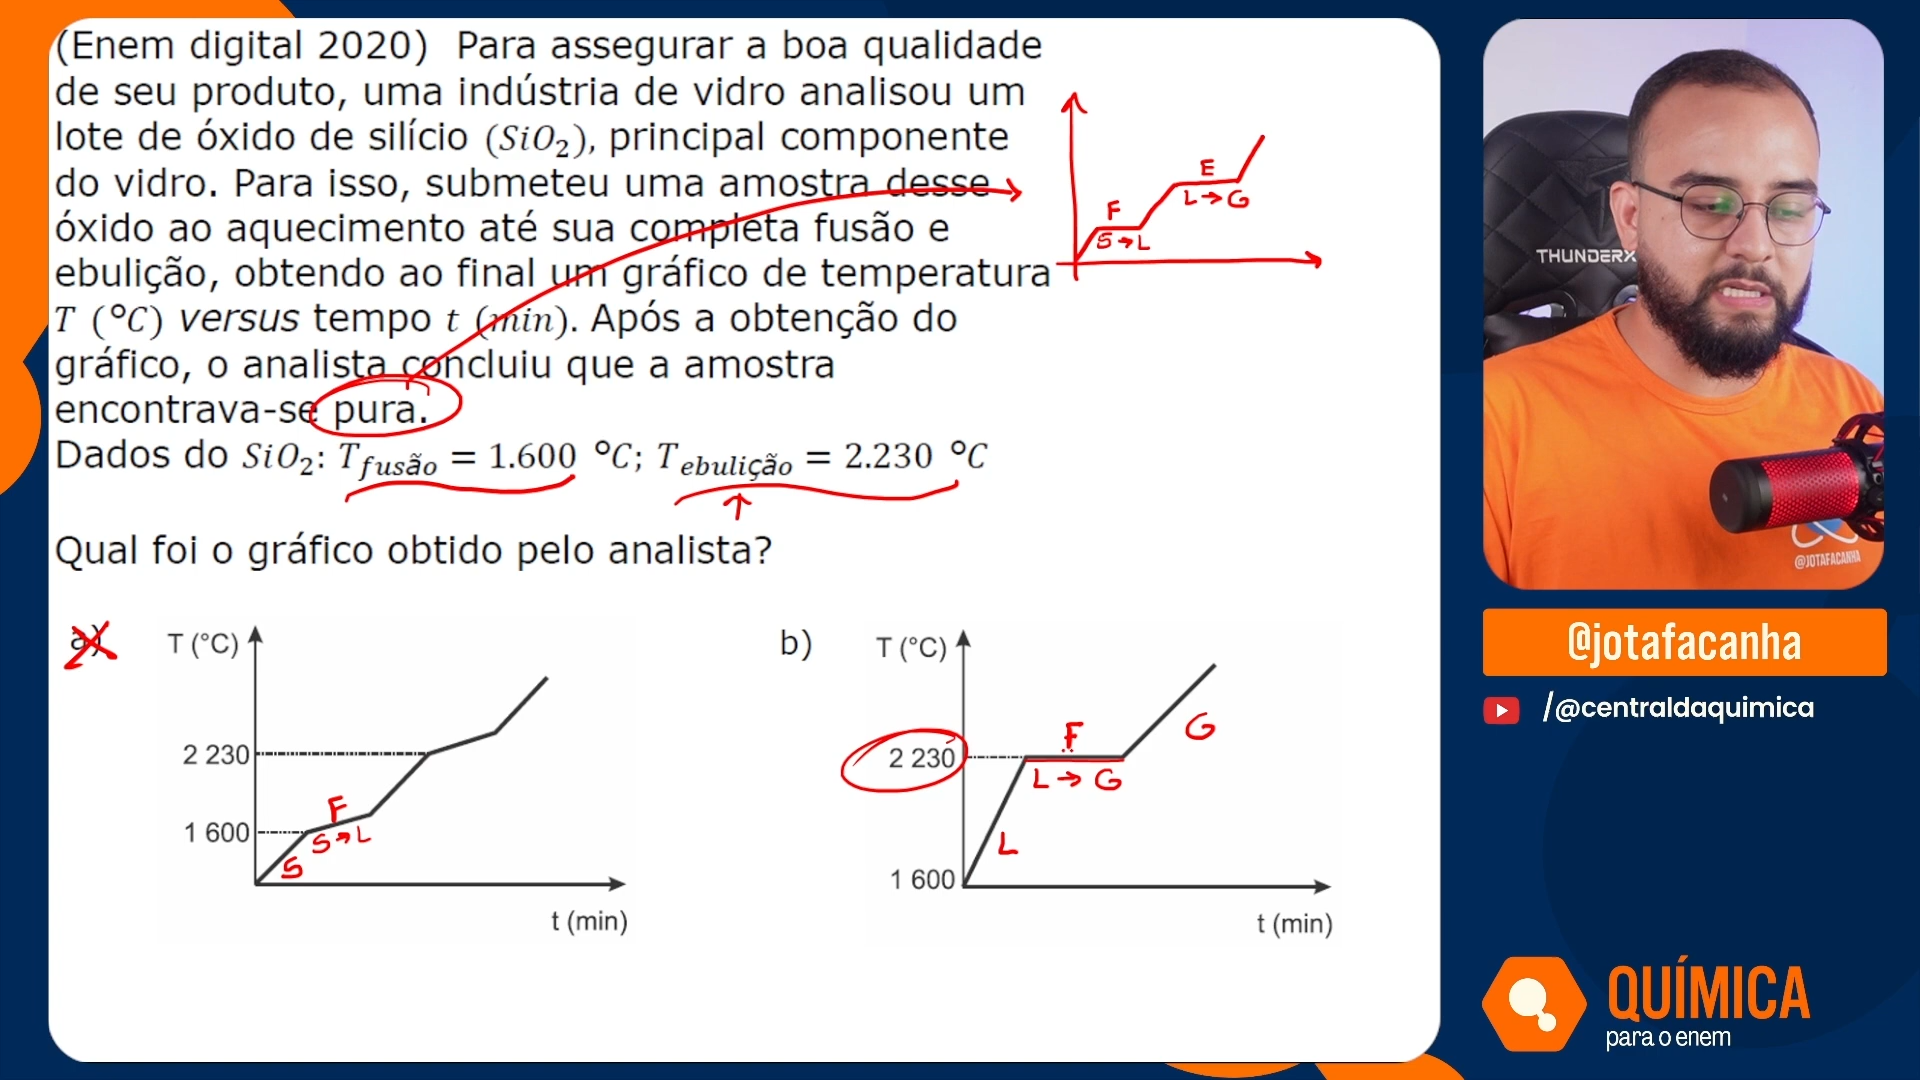 (Enem digital 2020) Para assegurar a boa qualidade
de seu produto, uma indústria de vidro analisou um
lote de óxido de silício (SiO₂), principal componente
do vidro. Para isso, submeteu uma amostra desse
óxido ao aquecimento até sua completa fusão e
ebulição, obtendo ao final um gráfico de temperatura
T (°C) versus tempo t (min). Após a obtenção do
gráfico, o analista concluiu que a amostra
encontrava-se pura.
Dados do SiO₂: T fusão = 1.600 °C; T ebulição = 2.230 °C
Qual foi o gráfico obtido pelo analista?
E
L → G
F
S → L
a)
T (°C)
2 230
1 600
F
S → L
S
t (min)
b)
T (°C)
2 230
1 600
F
L → G
G
L
t (min)
THUNDERX
@JOTAFACANHA
@jotafacanha
/@centraldaquimica
QUÍMICA
para o enem